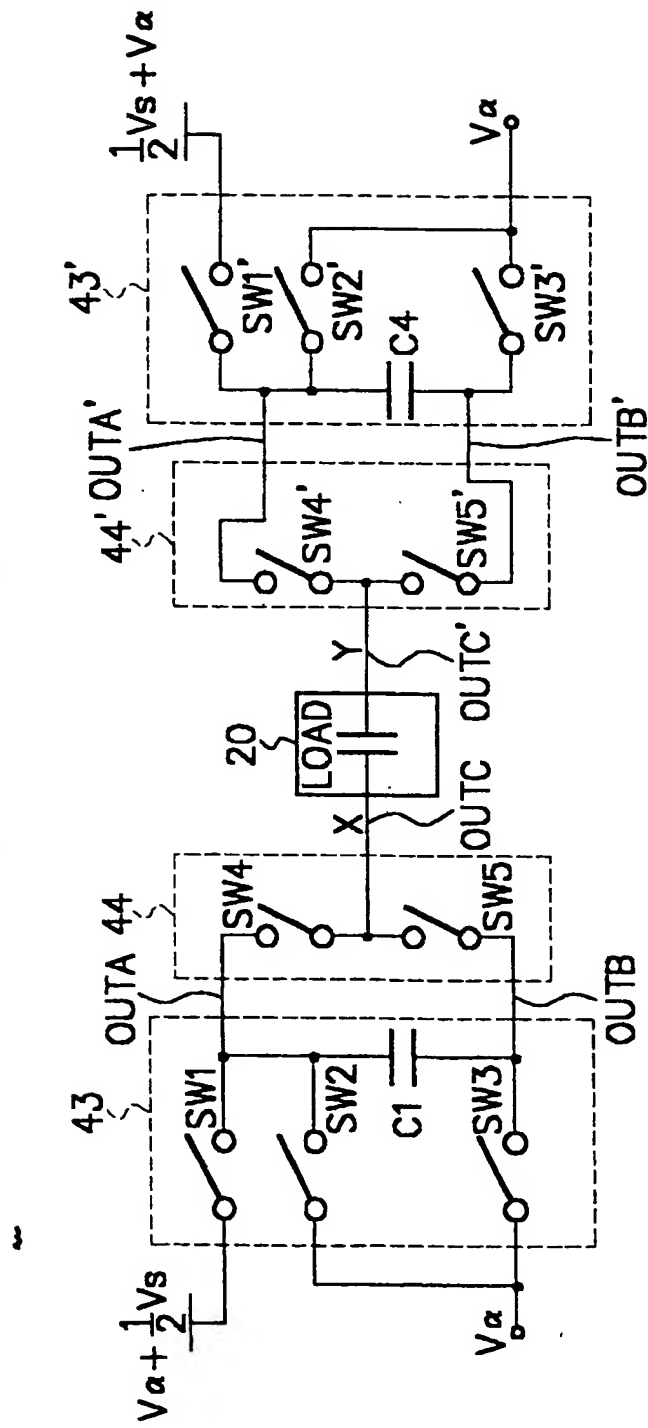 43
44
20
44'
43'
OUTA
OUTA'
Vα+1/2Vs
1/2Vs+Vα
SW1
SW2
C1
SW3
SW4
SW5
LOAD
X
Y
SW4'
SW5'
SW1'
SW2'
C4
SW3'
Vα
Vα
OUTB
OUTC
OUTC'
OUTB'